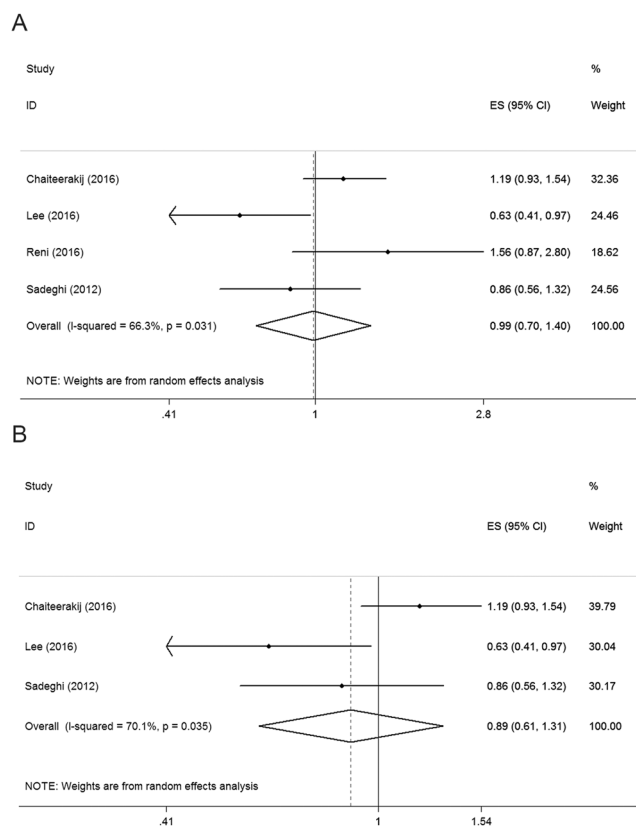 A
Study %
ID ES (95% CI) Weight
Chaiteerakij (2016) 1.19 (0.93, 1.54) 32.36
Lee (2016) 0.63 (0.41, 0.97) 24.46
Reni (2016) 1.56 (0.87, 2.80) 18.62
Sadeghi (2012) 0.86 (0.56, 1.32) 24.56
Overall (I-squared = 66.3%, p = 0.031) 0.99 (0.70, 1.40) 100.00
NOTE: Weights are from random effects analysis
.41 1 2.8
B
Study %
ID ES (95% CI) Weight
Chaiteerakij (2016) 1.19 (0.93, 1.54) 39.79
Lee (2016) 0.63 (0.41, 0.97) 30.04
Sadeghi (2012) 0.86 (0.56, 1.32) 30.17
Overall (I-squared = 70.1%, p = 0.035) 0.89 (0.61, 1.31) 100.00
NOTE: Weights are from random effects analysis
.41 1 1.54